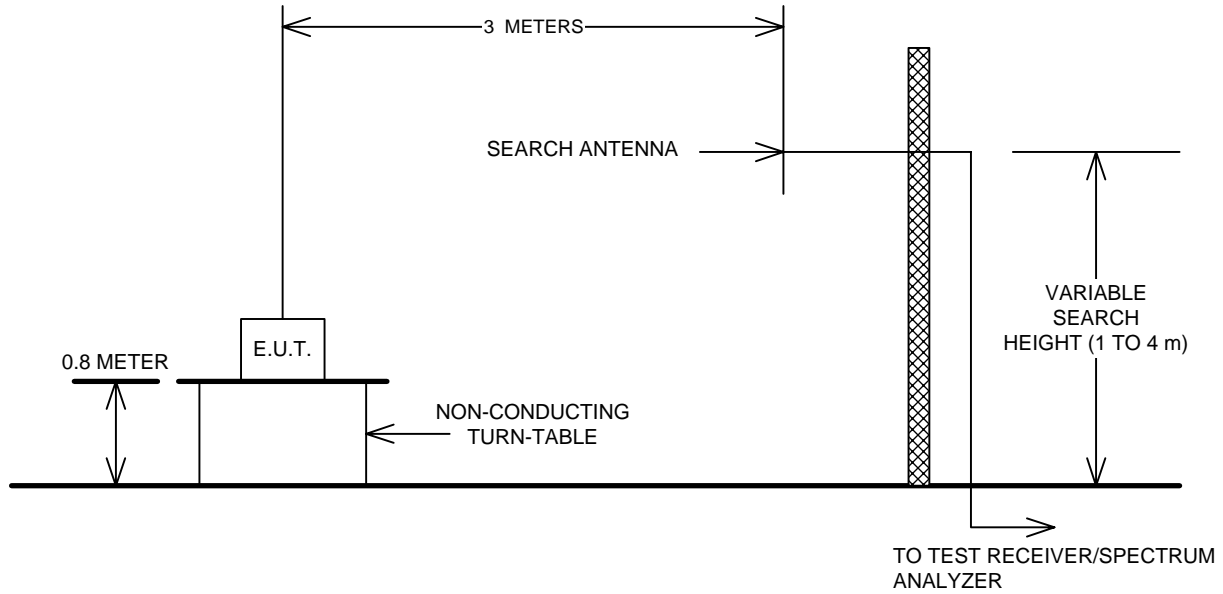 3 METERS
SEARCH ANTENNA
VARIABLE
SEARCH
HEIGHT (1 TO 4 m)
E.U.T.
0.8 METER
NON-CONDUCTING
TURN-TABLE
TO TEST RECEIVER/SPECTRUM
ANALYZER